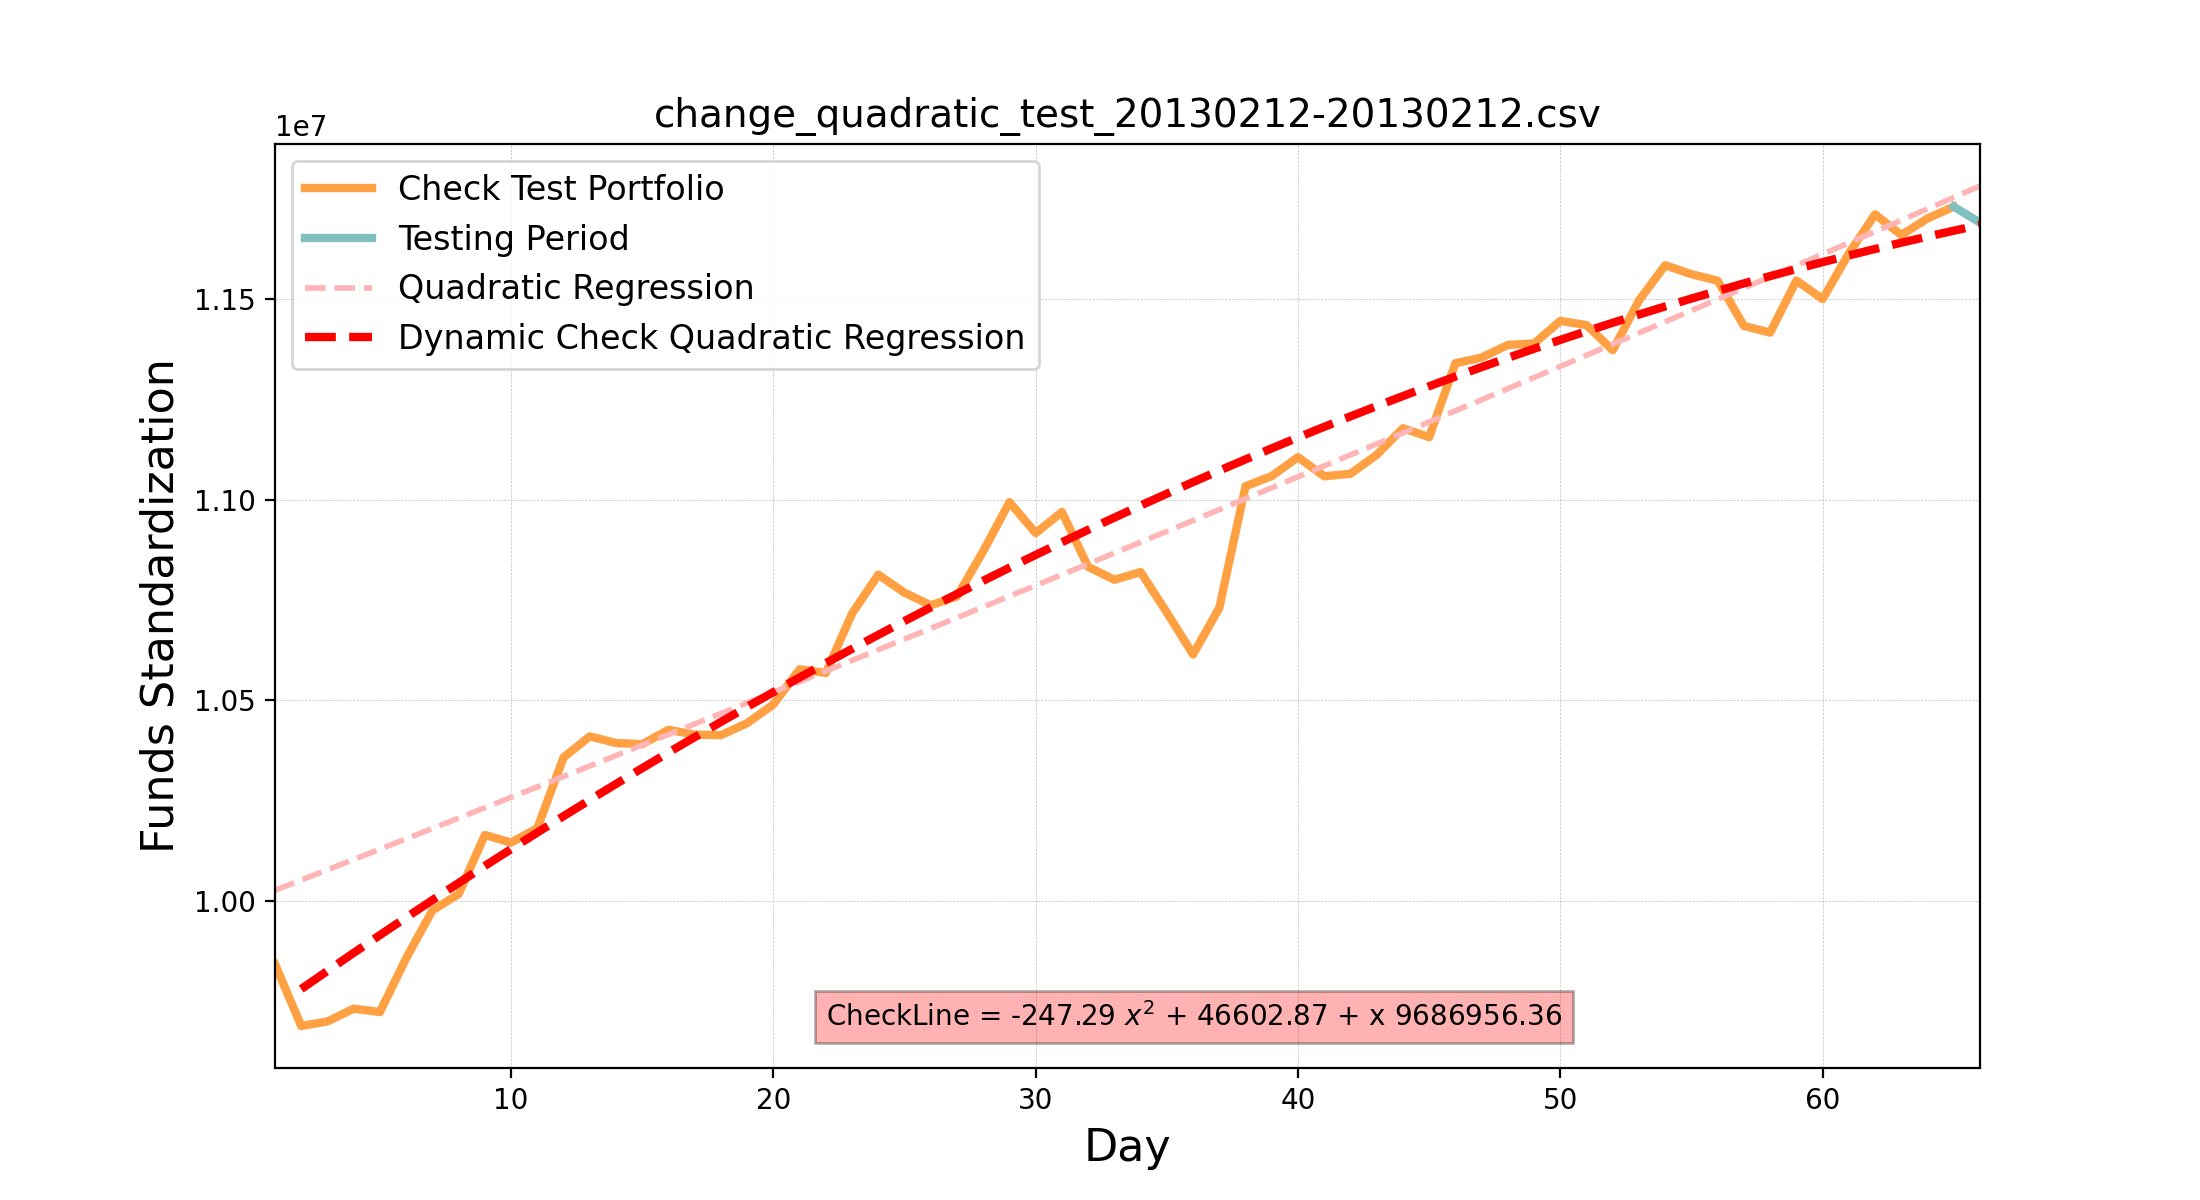 change_quadratic_test_20130212-20130212.csv
1e7
Check Test Portfolio
Testing Period
Quadratic Regression
Dynamic Check Quadratic Regression
1.15
1.10
1.05
1.00
Funds Standardization
CheckLine = -247.29 x² + 46602.87 + x 9686956.36
10 20 30 40 50 60
Day